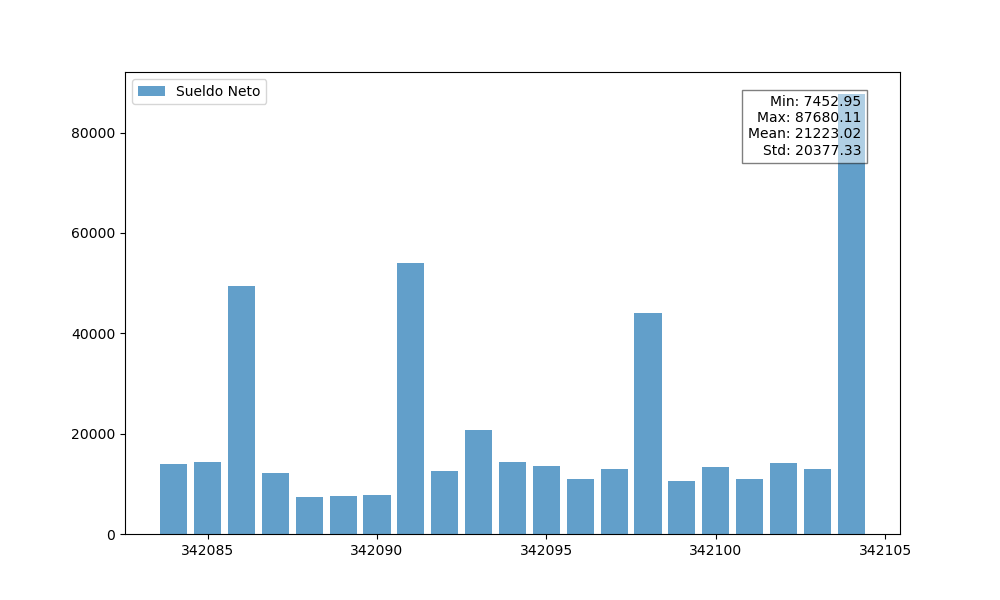 Sueldo Neto
Min: 7452.95
Max: 87680.11
Mean: 21223.02
Std: 20377.33
80000
60000
40000
20000
0
342085
342090
342095
342100
342105